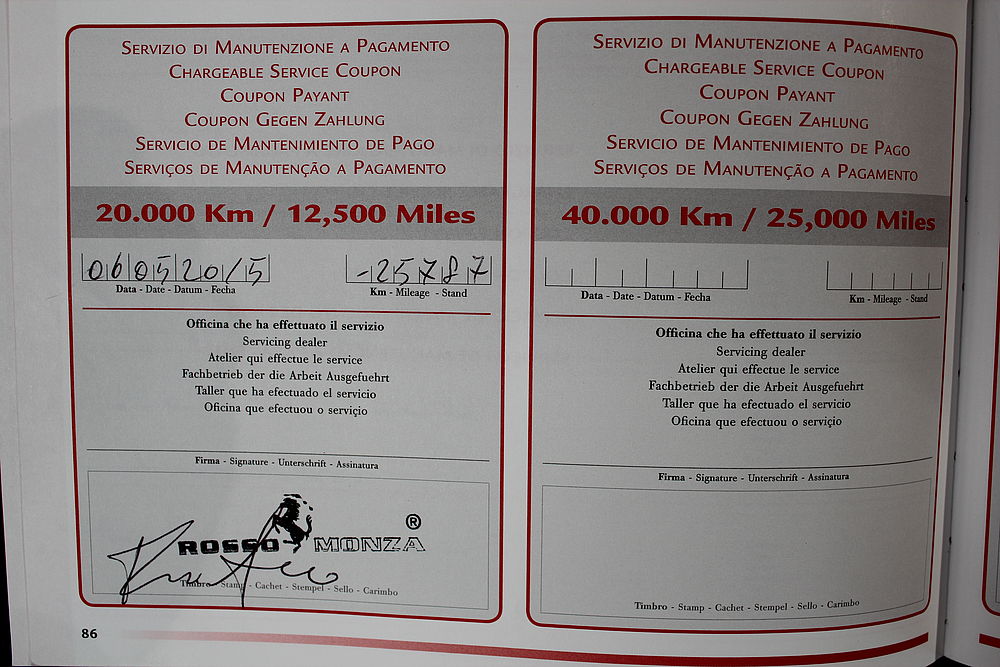 SERVIZIO DI MANUTENZIONE A PAGAMENTO
CHARGEABLE SERVICE COUPON
COUPON PAYANT
COUPON GEGEN ZAHLUNG
SERVICIO DE MANTENIMIENTO DE PAGO
SERVIÇOS DE MANUTENÇÃO A PAGAMENTO
20.000 Km / 12,500 Miles
06052015 -25787
Data - Date - Datum - Fecha Km - Mileage - Stand
Officina che ha effettuato il servizio
Servicing dealer
Atelier qui effectue le service
Fachbetrieb der die Arbeit Ausgefuehrt
Taller que ha efectuado el servicio
Oficina que efectuou o serviçio
Firma - Signature - Unterschrift - Assinatura
ROSSO MONZA ®
Timbro - Stamp - Cachet - Stempel - Sello - Carimbo
86
SERVIZIO DI MANUTENZIONE A PAGAMENTO
CHARGEABLE SERVICE COUPON
COUPON PAYANT
COUPON GEGEN ZAHLUNG
SERVICIO DE MANTENIMIENTO DE PAGO
SERVIÇOS DE MANUTENÇÃO A PAGAMENTO
40.000 Km / 25,000 Miles
Data - Date - Datum - Fecha Km - Mileage - Stand
Officina che ha effettuato il servizio
Servicing dealer
Atelier qui effectue le service
Fachbetrieb der die Arbeit Ausgefuehrt
Taller que ha efectuado el servicio
Oficina que efectuou o serviçio
Firma - Signature - Unterschrift - Assinatura
Timbro - Stamp - Cachet - Stempel - Sello - Carimbo